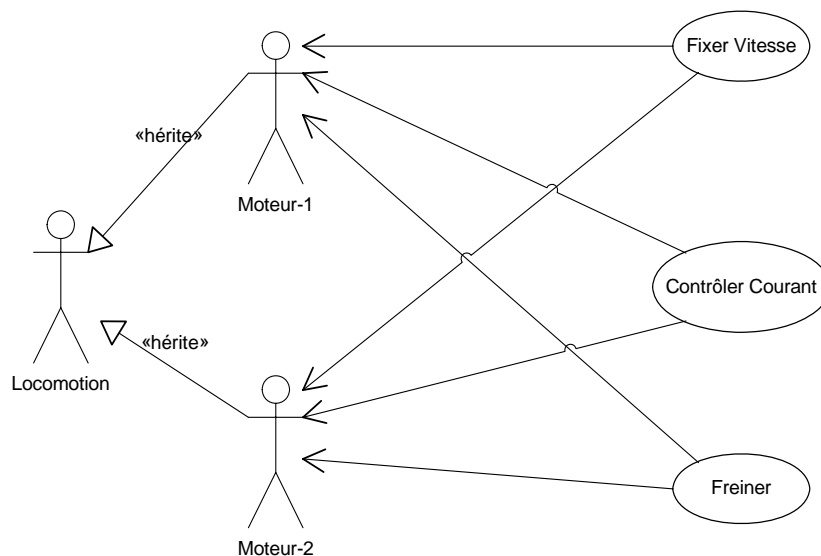 Fixer Vitesse
«hérite»
Moteur-1
Contrôler Courant
«hérite»
Locomotion
Freiner
Moteur-2